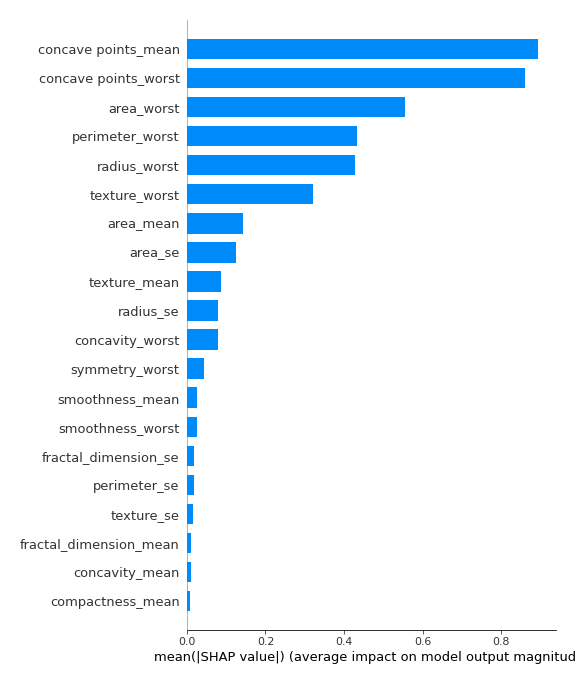 concave points_mean
concave points_worst
area_worst
perimeter_worst
radius_worst
texture_worst
area_mean
area_se
texture_mean
radius_se
concavity_worst
symmetry_worst
smoothness_mean
smoothness_worst
fractal_dimension_se
perimeter_se
texture_se
fractal_dimension_mean
concavity_mean
compactness_mean
0.0 0.2 0.4 0.6 0.8
mean(|SHAP value|) (average impact on model output magnitud